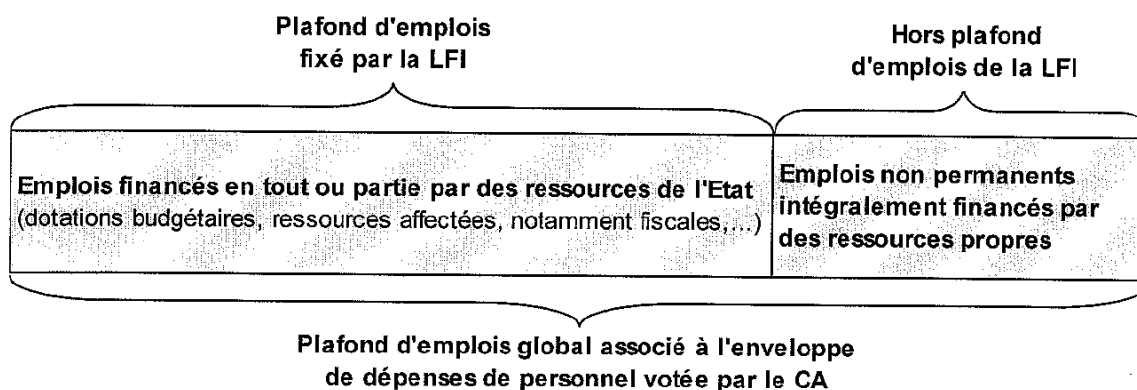 Plafond d'emplois
fixé par la LFI
Hors plafond
d'emplois de la LFI
Emplois financés en tout ou partie par des ressources de l'Etat
(dotations budgétaires, ressources affectées, notamment fiscales,...)
Emplois non permanents
intégralement financés par
des ressources propres
Plafond d'emplois global associé à l'enveloppe
de dépenses de personnel votée par le CA